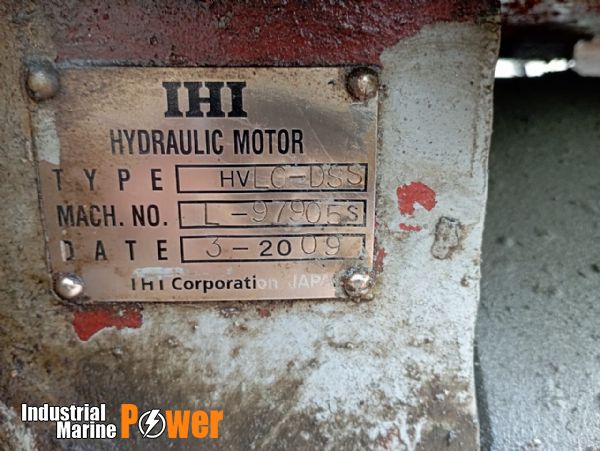 IHI
HYDRAULIC MOTOR
TYPE HVLC-DSS
MACH. NO. L-97905S
DATE 3-2009
IHI Corporation JAPAN
Industrial
Marine Power